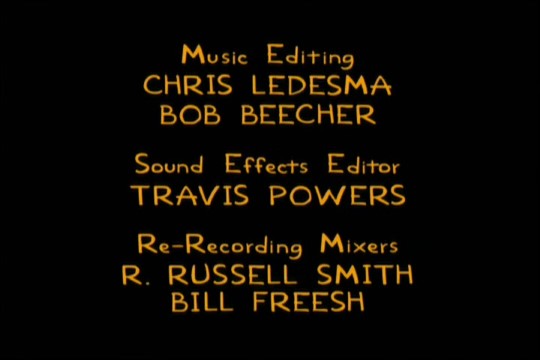 Music Editing
CHRIS LEDESMA
BOB BEECHER
Sound Effects Editor
TRAVIS POWERS
Re-Recording Mixers
R. RUSSELL SMITH
BILL FREESH